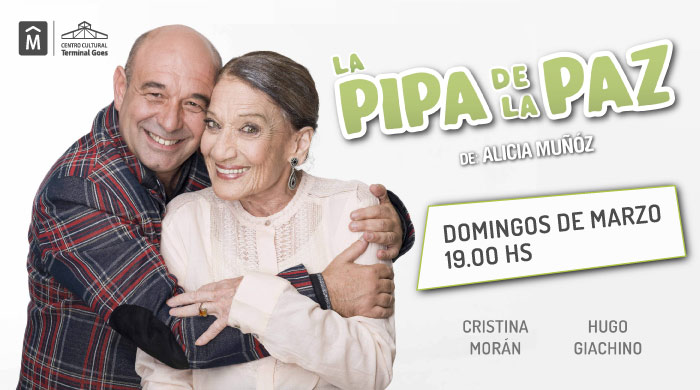 M
CENTRO CULTURAL
Terminal Goes
LA
PIPA DE
LA PAZ
DE: ALICIA MUÑÓZ
DOMINGOS DE MARZO
19.00 HS
CRISTINA
MORÁN
HUGO
GIACHINO